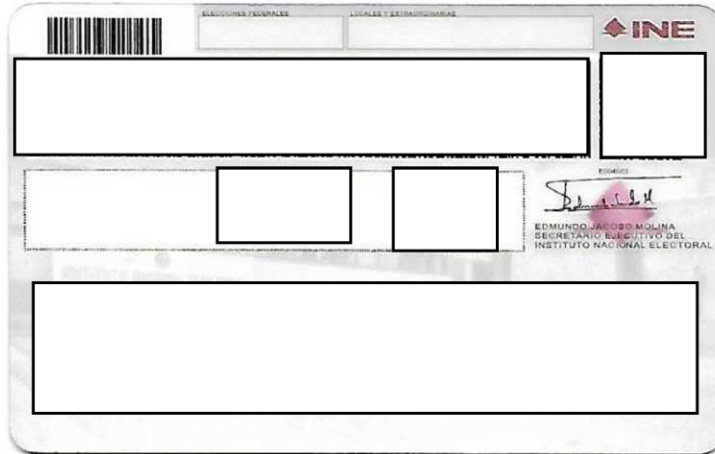 ELECCIONES FEDERALES
LOCALES Y EXTRAORDINARIAS
INE
EDMUNDO JACOBO MOLINA
SECRETARIO EJECUTIVO DEL
INSTITUTO NACIONAL ELECTORAL